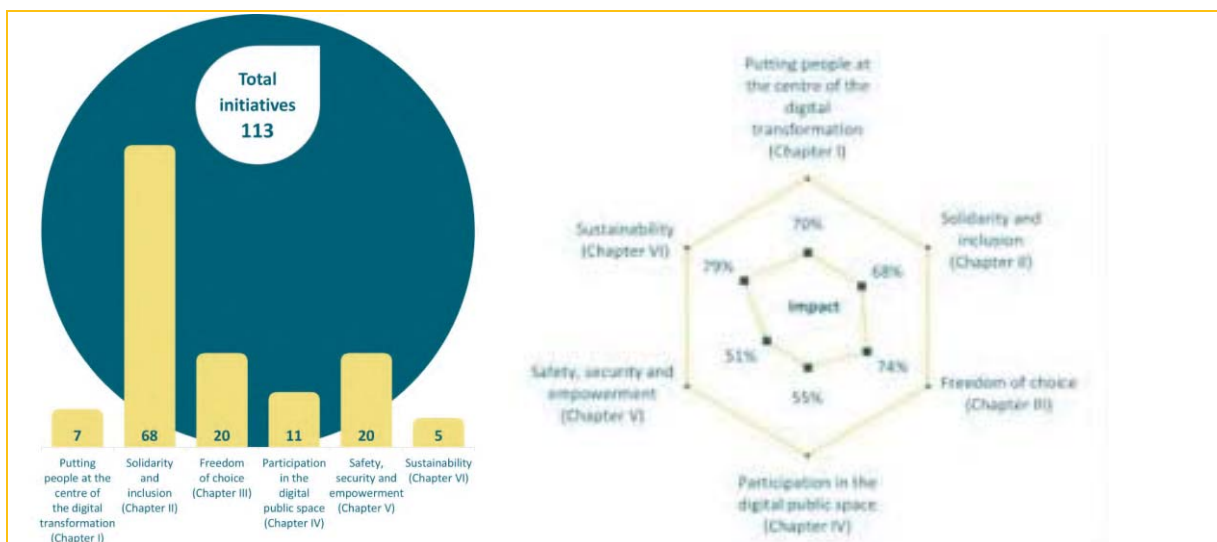 Total
initiatives
113
7
68
20
11
20
5
Putting
people at the
centre of
the digital
transformation
(Chapter I)
Solidarity
and
inclusion
(Chapter II)
Freedom
of choice
(Chapter III)
Participation
in the
digital
public space
(Chapter IV)
Safety,
security and
empowerment
(Chapter V)
Sustainability
(Chapter VI)
Putting people at
the centre of the
digital
transformation
(Chapter I)
Solidarity and
inclusion
(Chapter II)
Freedom of choice
(Chapter III)
Participation in the
digital public space
(Chapter IV)
Safety, security and
empowerment
(Chapter V)
Sustainability
(Chapter VI)
70%
68%
74%
55%
51%
Impact